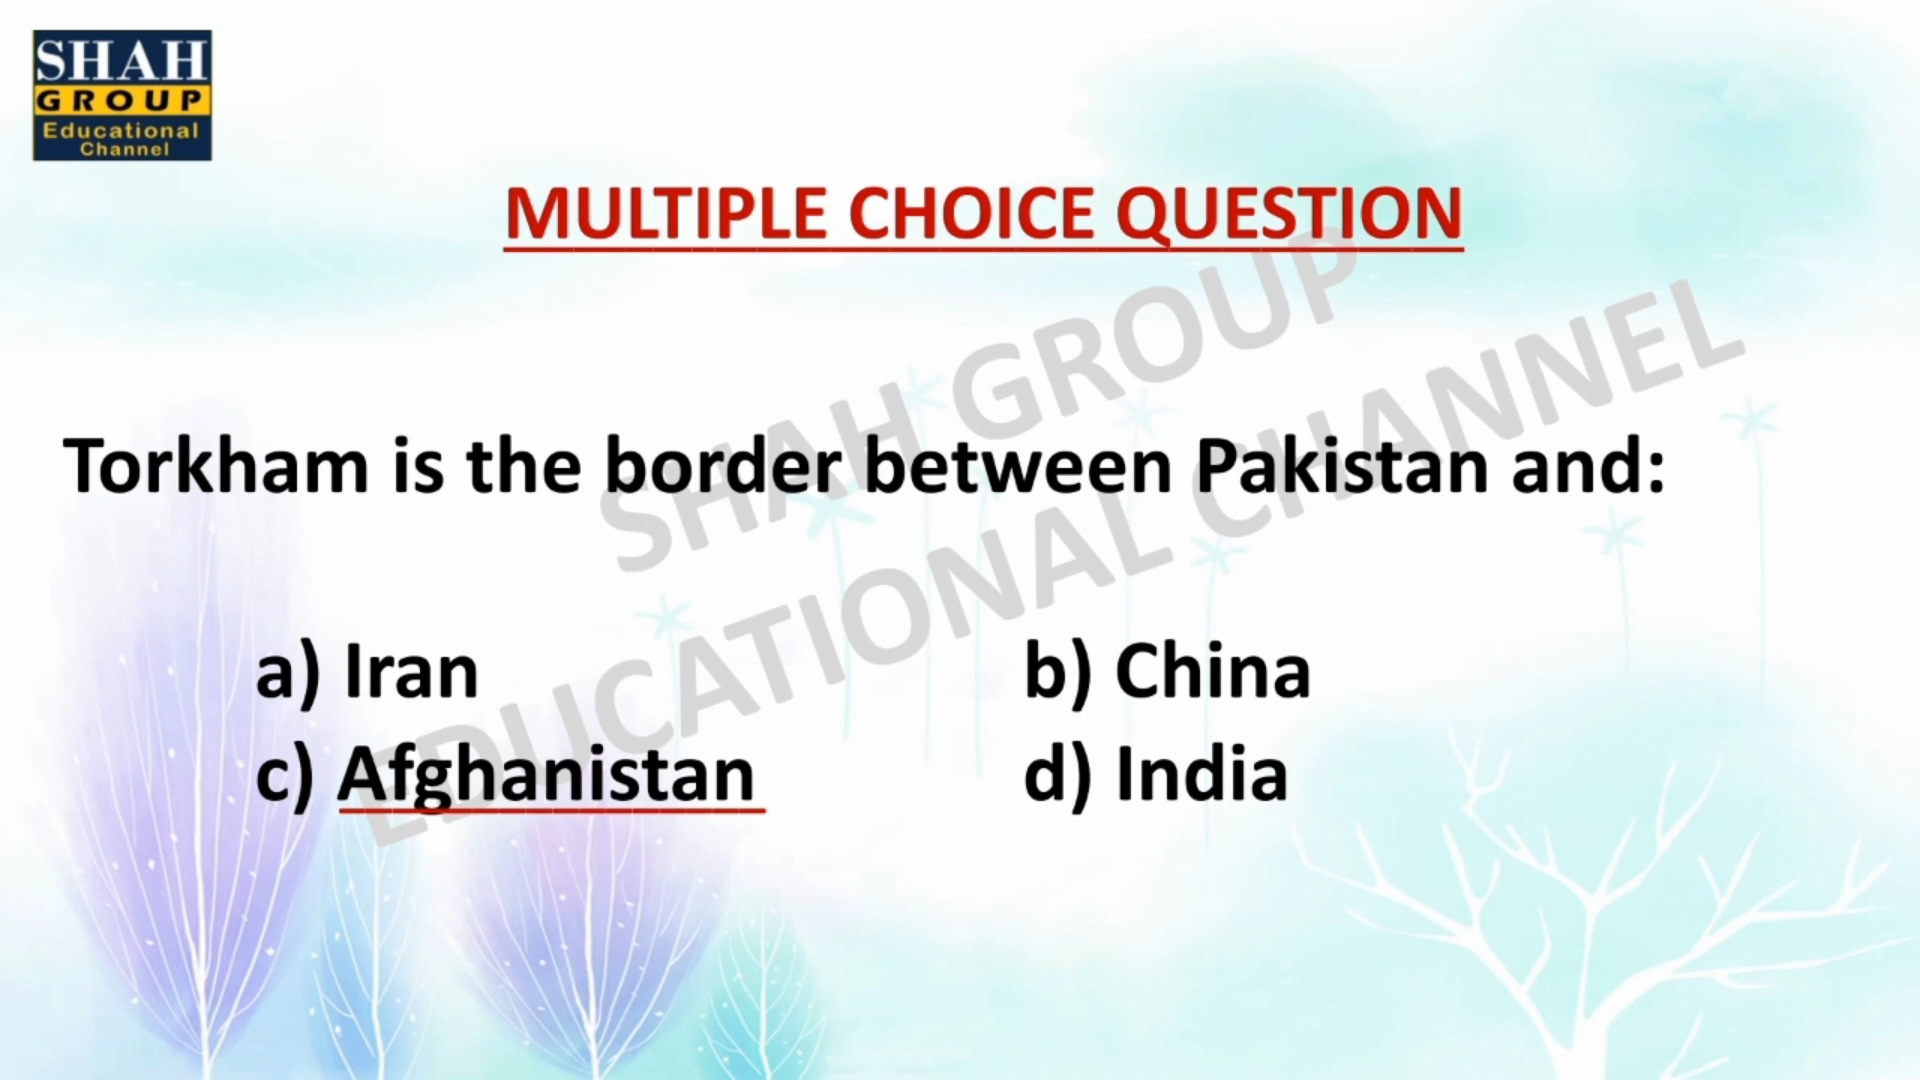 SHAH
GROUP
Educational
Channel
MULTIPLE CHOICE QUESTION
SHAH GROUP
EDUCATIONAL CHANNEL
Torkham is the border between Pakistan and:
a) Iran
b) China
c) Afghanistan
d) India